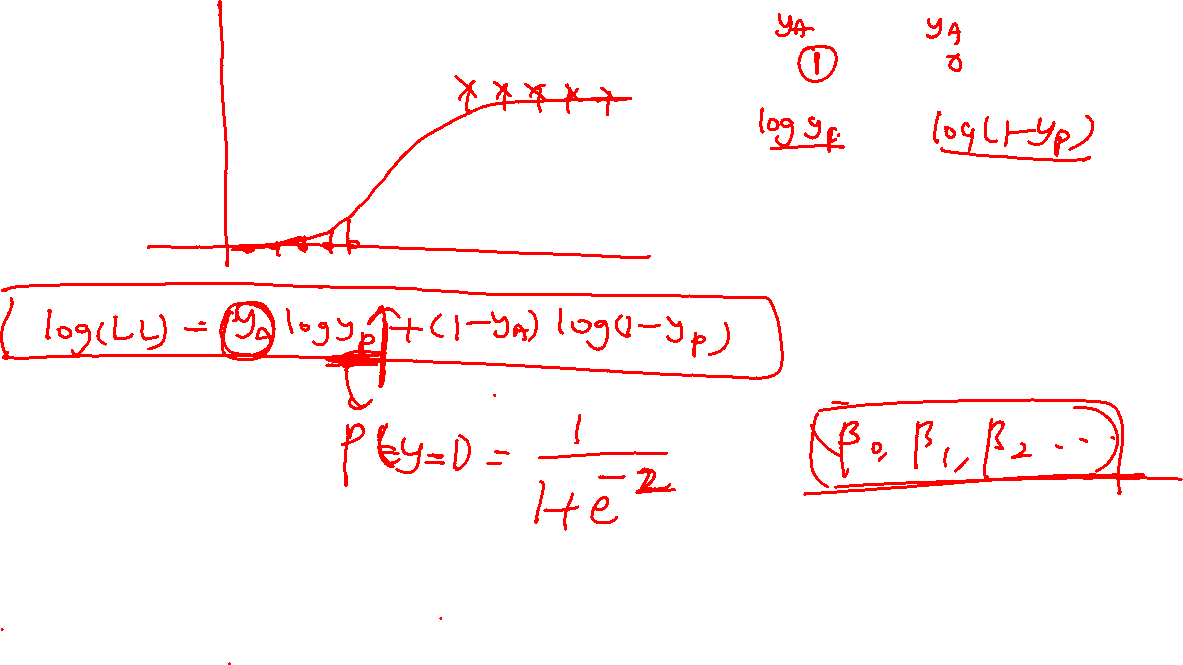 yA yA
1 0
log yp log(1-yp)
log(LL) = yA log yp + (1-yA) log(1-yp)
P(y=1) = 1/(1+e^-z)
β0, β1, β2 ...